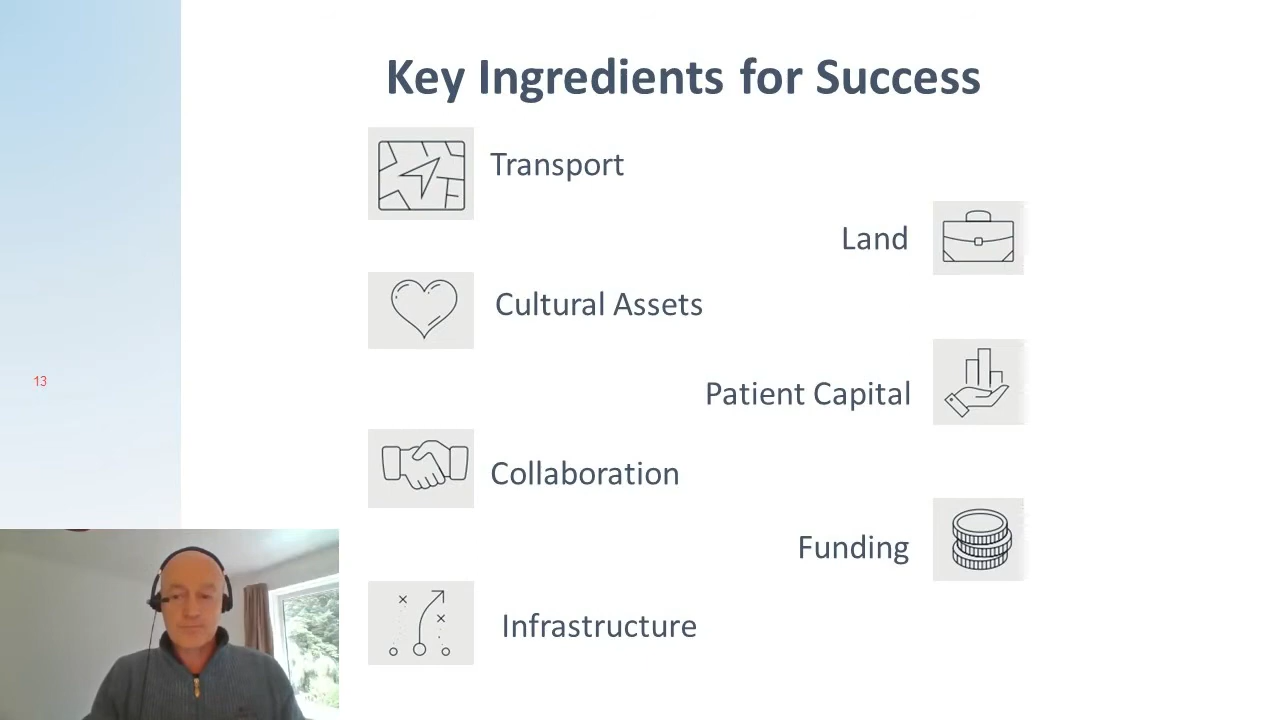 Key Ingredients for Success
Transport
Land
Cultural Assets
13
Patient Capital
Collaboration
Funding
Infrastructure